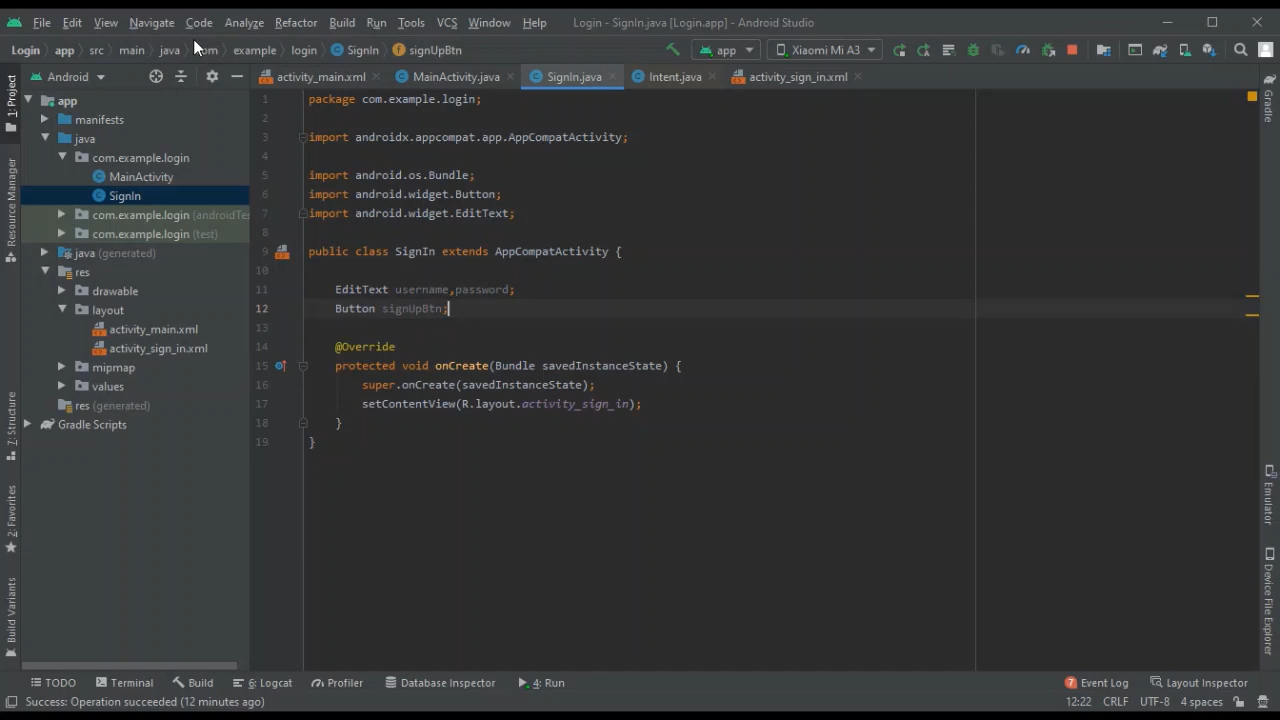 File Edit View Navigate Code Analyze Refactor Build Run Tools VCS Window Help Login - SignIn.java [Login.app] - Android Studio
Login app src main java com example login SignIn signUpBtn app Xiaomi Mi A3
Android activity_main.xml MainActivity.java SignIn.java Intent.java activity_sign_in.xml
1: Project
Resource Manager
7: Structure
2: Favorites
Build Variants
app
manifests
java
com.example.login
MainActivity
SignIn
com.example.login (androidTe
com.example.login (test)
java (generated)
res
drawable
layout
activity_main.xml
activity_sign_in.xml
mipmap
values
res (generated)
Gradle Scripts
1 package com.example.login;
2
3 import androidx.appcompat.app.AppCompatActivity;
4
5 import android.os.Bundle;
6 import android.widget.Button;
7 import android.widget.EditText;
8
9 public class SignIn extends AppCompatActivity {
10
11 EditText username,password;
12 Button signUpBtn;
13
14 @Override
15 protected void onCreate(Bundle savedInstanceState) {
16 super.onCreate(savedInstanceState);
17 setContentView(R.layout.activity_sign_in);
18 }
19 }
Gradle
Emulator
Device File Explorer
TODO Terminal Build 6: Logcat Profiler Database Inspector 4: Run 7 Event Log Layout Inspector
Success: Operation succeeded (12 minutes ago) 12:22 CRLF UTF-8 4 spaces